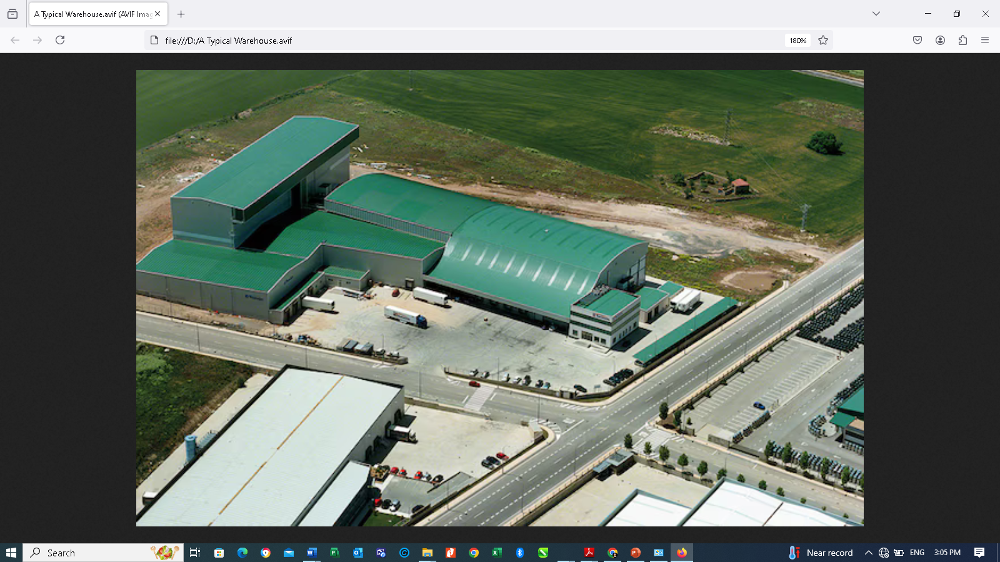 A Typical Warehouse.avif (AVIF Imag
file:///D:/A Typical Warehouse.avif
180%
Search
Near record
ENG
3:05 PM